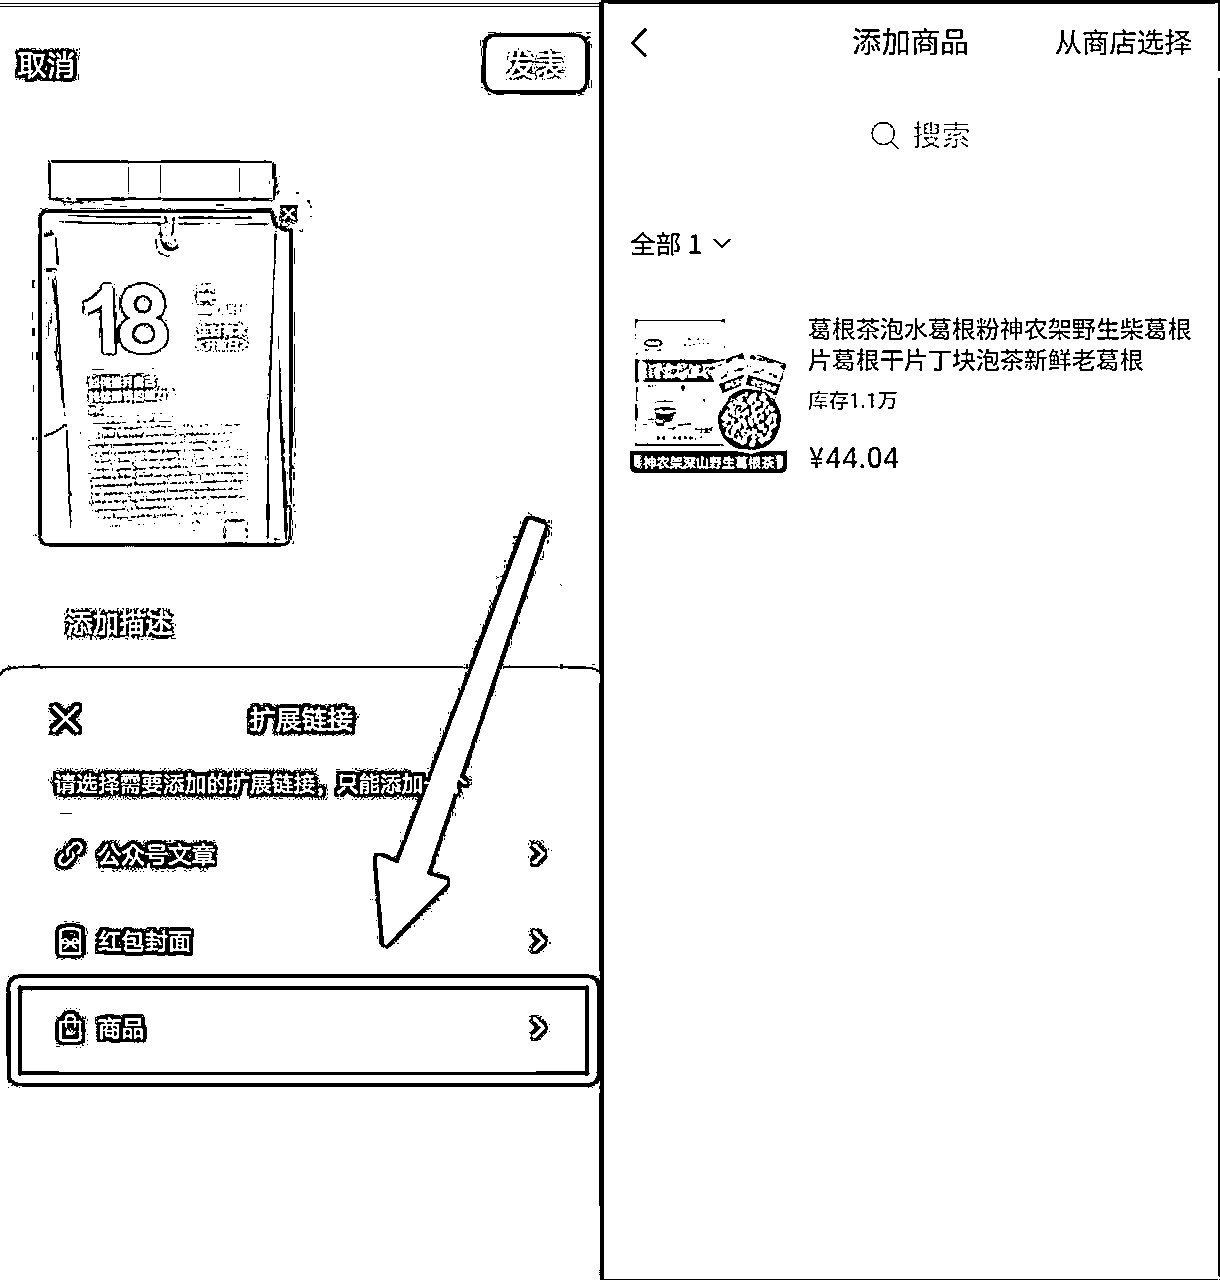 取消
发表
18
添加描述
扩展链接
请选择需要添加的扩展链接，只能添加
公众号文章
红包封面
商品
添加商品
从商店选择
搜索
全部 1
葛根茶泡水葛根粉神农架野生柴葛根
片葛根干片丁块泡茶新鲜老葛根
库存1.1万
¥44.04
神农架深山野生葛根茶